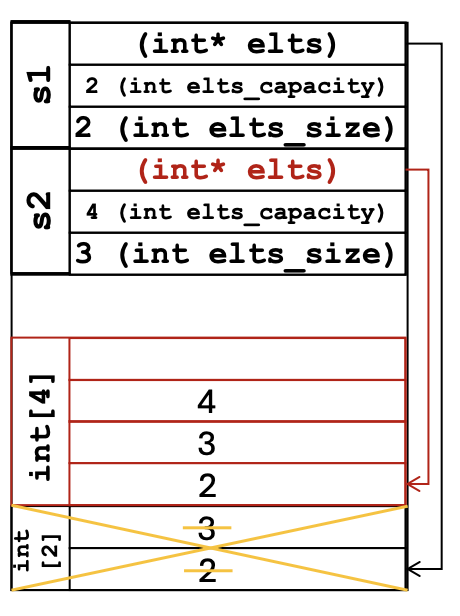 s1
(int* elts)
2 (int elts_capacity)
2 (int elts_size)
s2
(int* elts)
4 (int elts_capacity)
3 (int elts_size)
int[4]
4
3
2
int
[2]
3
2